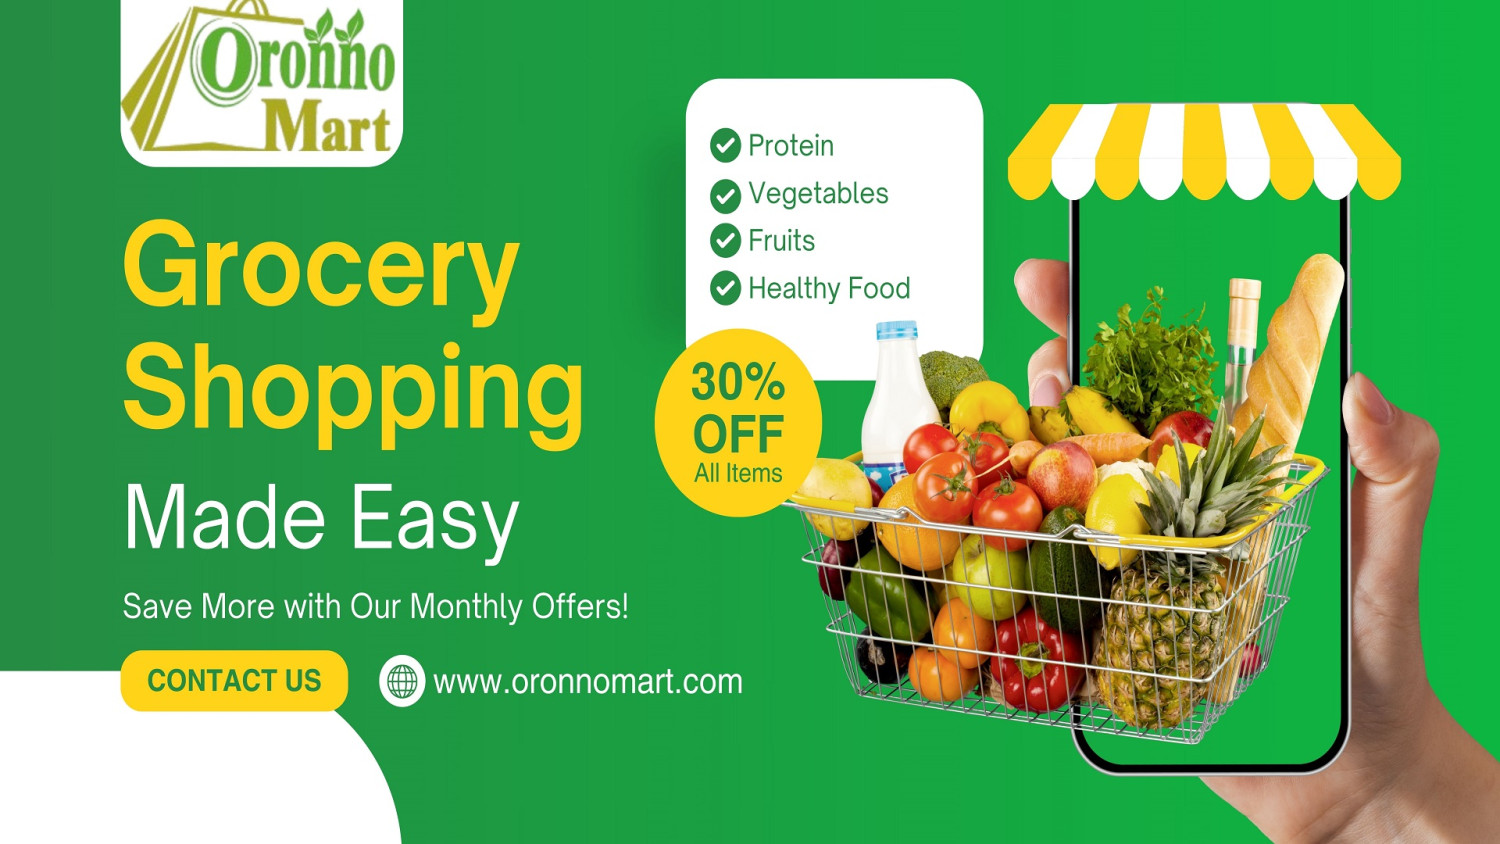 Oronno
Mart
Grocery
Shopping
Made Easy
Save More with Our Monthly Offers!
CONTACT US
www.oronnomart.com
Protein
Vegetables
Fruits
Healthy Food
30%
OFF
All Items